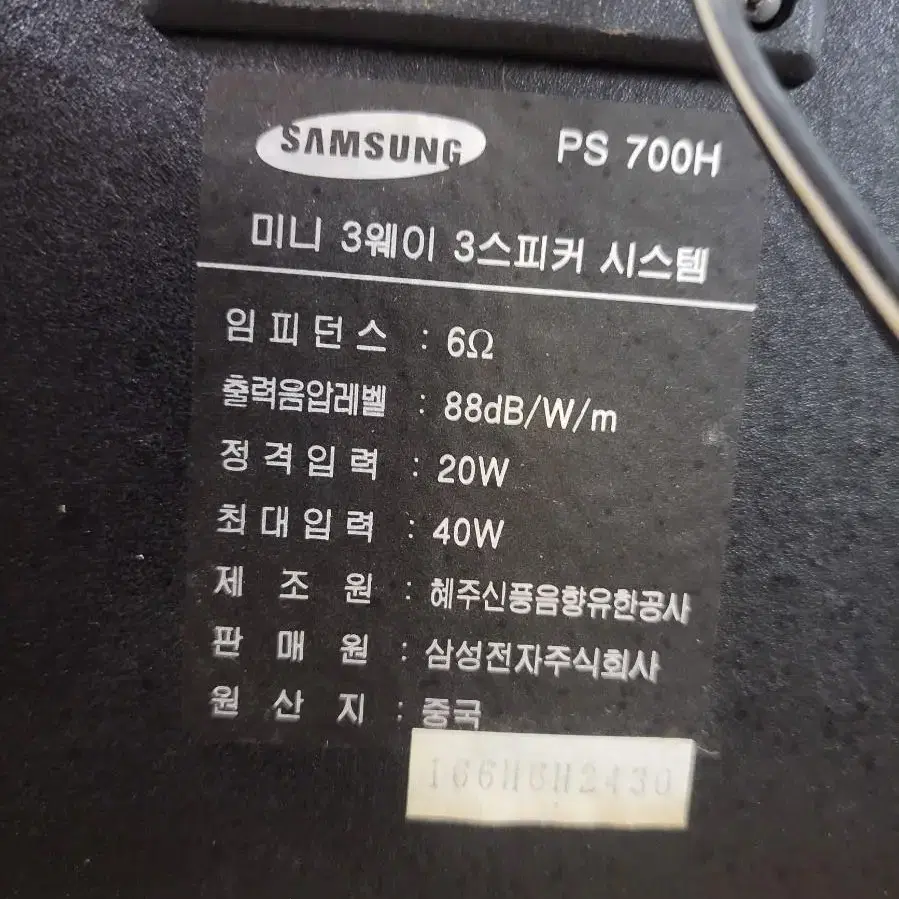 SAMSUNG PS 700H
미니 3웨이 3스피커 시스템
임피던스 : 6Ω
출력음압레벨 : 88dB/W/m
정격입력 : 20W
최대입력 : 40W
제 조 원 : 혜주신풍음향유한공사
판 매 원 : 삼성전자주식회사
원 산 지 : 중국